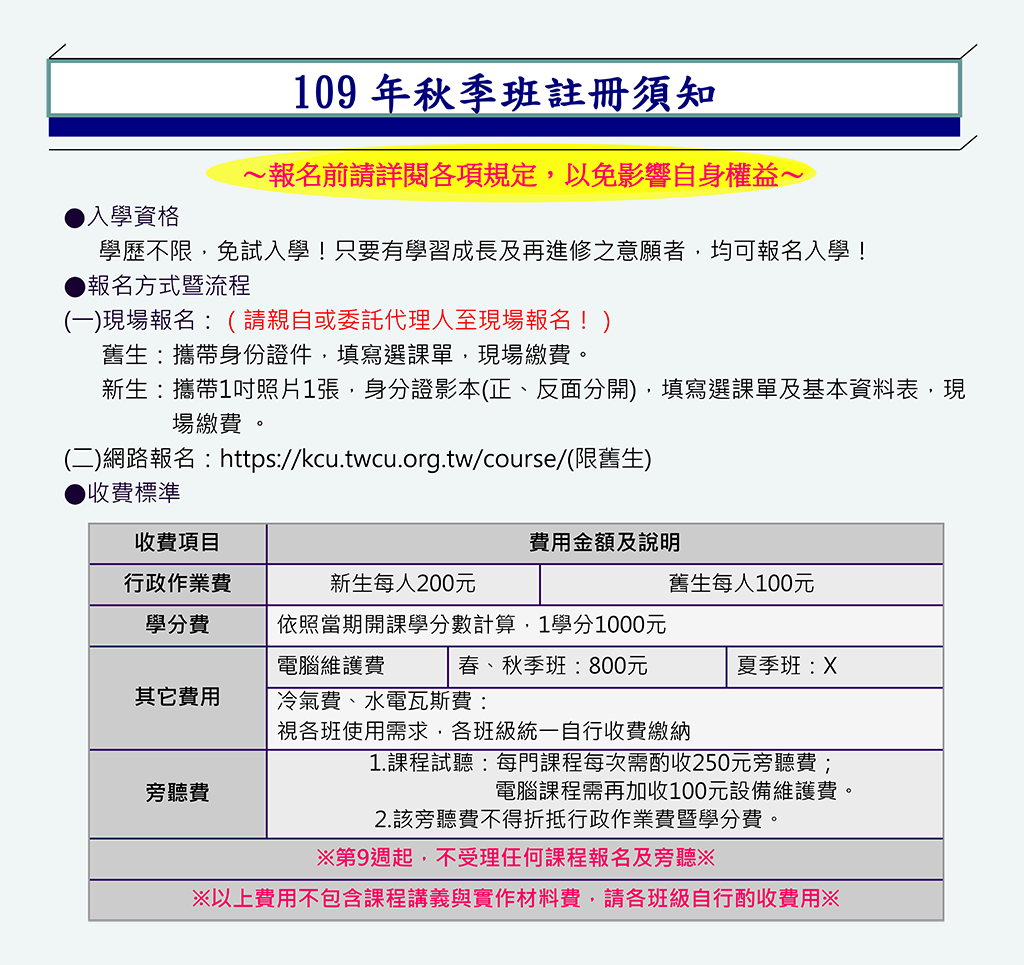 109 年秋季班註冊須知
～報名前請詳閱各項規定，以免影響自身權益～
●入學資格
學歷不限，免試入學！只要有學習成長及再進修之意願者，均可報名入學！
●報名方式暨流程
(一)現場報名：（請親自或委託代理人至現場報名！）
舊生：攜帶身份證件，填寫選課單，現場繳費。
新生：攜帶1吋照片1張，身分證影本(正、反面分開)，填寫選課單及基本資料表，現
場繳費 。
(二)網路報名：https://kcu.twcu.org.tw/course/(限舊生)
●收費標準
收費項目 費用金額及說明
行政作業費 新生每人200元 舊生每人100元
學分費 依照當期開課學分數計算，1學分1000元
其它費用 電腦維護費 春、秋季班：800元 夏季班：X
冷氣費、水電瓦斯費：
視各班使用需求，各班級統一自行收費繳納
旁聽費 1.課程試聽：每門課程每次需酌收250元旁聽費；
電腦課程需再加收100元設備維護費。
2.該旁聽費不得折抵行政作業費暨學分費。
※第9週起，不受理任何課程報名及旁聽※
※以上費用不包含課程講義與實作材料費，請各班級自行酌收費用※